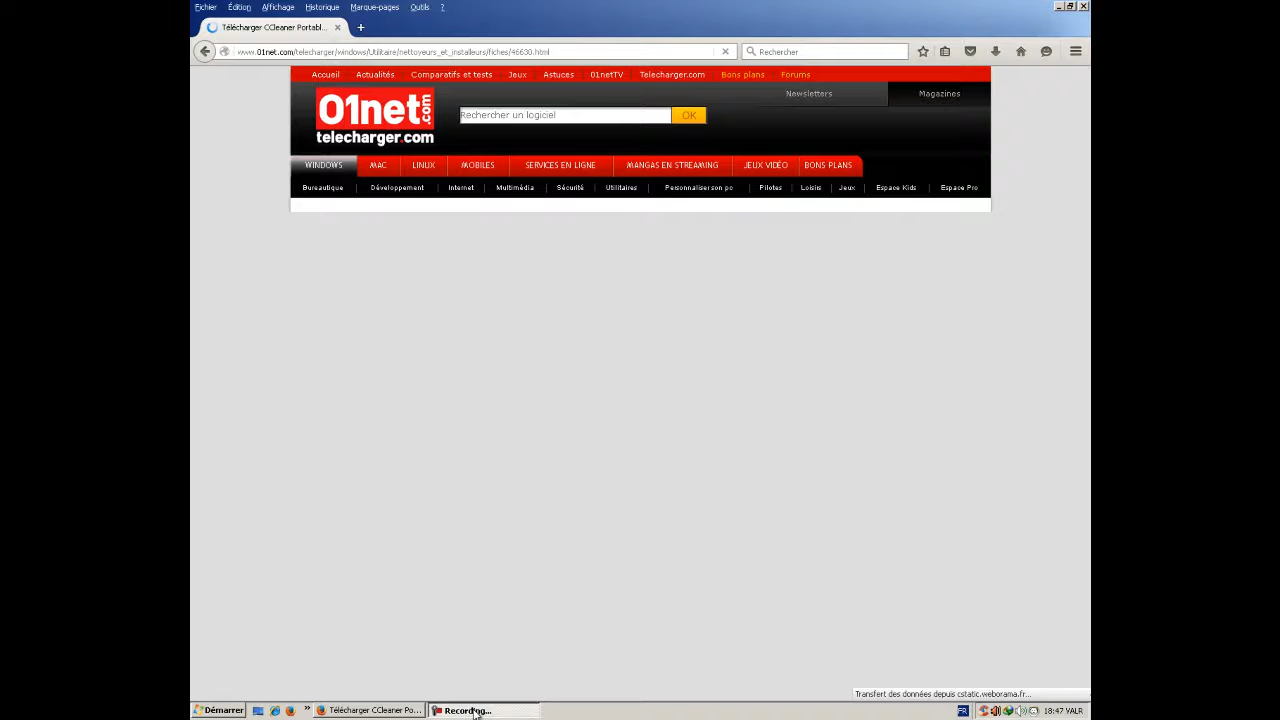 Fichier Édition Affichage Historique Marque-pages Outils ?
Télécharger CCleaner Portabl...
www.01net.com/telecharger/windows/Utilitaire/nettoyeurs_et_installeurs/fiches/46630.html
Rechercher
Accueil Actualités Comparatifs et tests Jeux Astuces 01netTV Telecharger.com Bons plans Forums
Newsletters Magazines
01net.com
telecharger.com
Rechercher un logiciel OK
WINDOWS MAC LINUX MOBILES SERVICES EN LIGNE MANGAS EN STREAMING JEUX VIDÉO BONS PLANS
Bureautique Développement Internet Multimédia Sécurité Utilitaires Personnaliser son pc Pilotes Loisirs Jeux Espace Kids Espace Pro
Transfert des données depuis cstatic.weborama.fr...
Démarrer » Télécharger CCleaner Po... Recording... FR 18:47 VALR